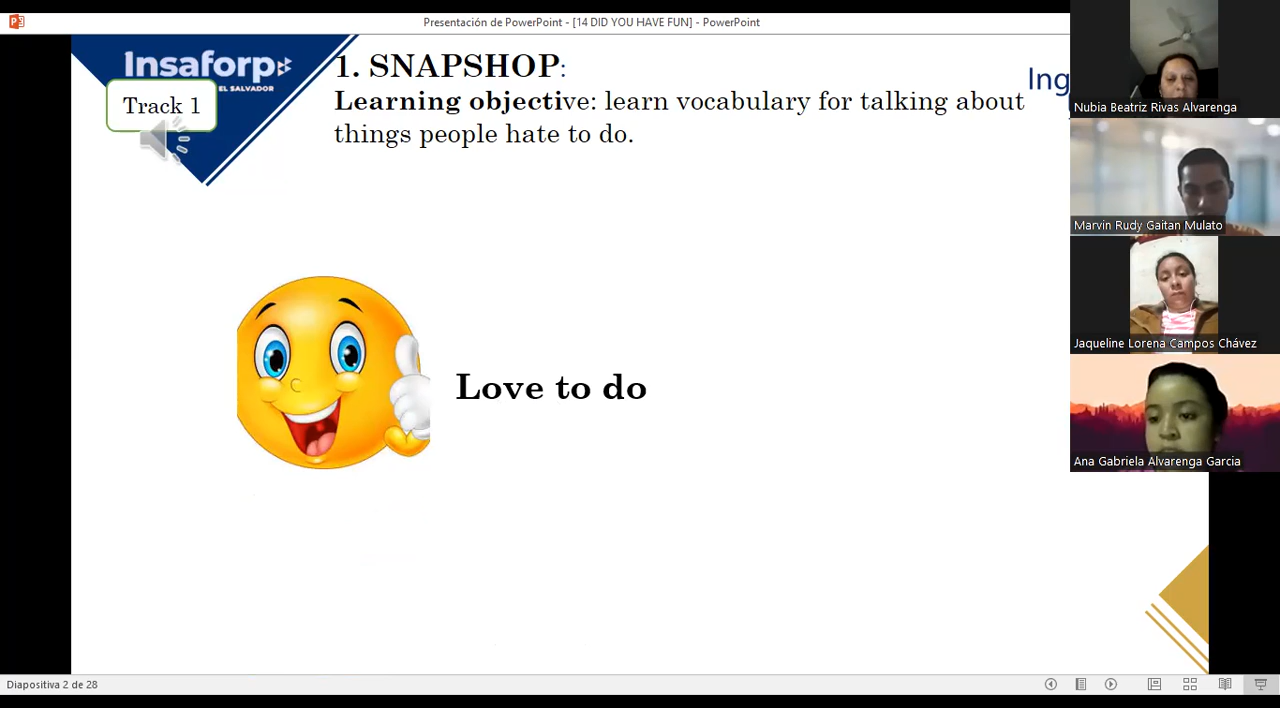 Presentación de PowerPoint - [14 DID YOU HAVE FUN] - PowerPoint
Insaforp
EL SALVADOR
Track 1
1. SNAPSHOP:
Learning objective: learn vocabulary for talking about
things people hate to do.
Ing
Love to do
Nubia Beatriz Rivas Alvarenga
Marvin Rudy Gaitan Mulato
Jaqueline Lorena Campos Chávez
Ana Gabriela Alvarenga Garcia
Diapositiva 2 de 28